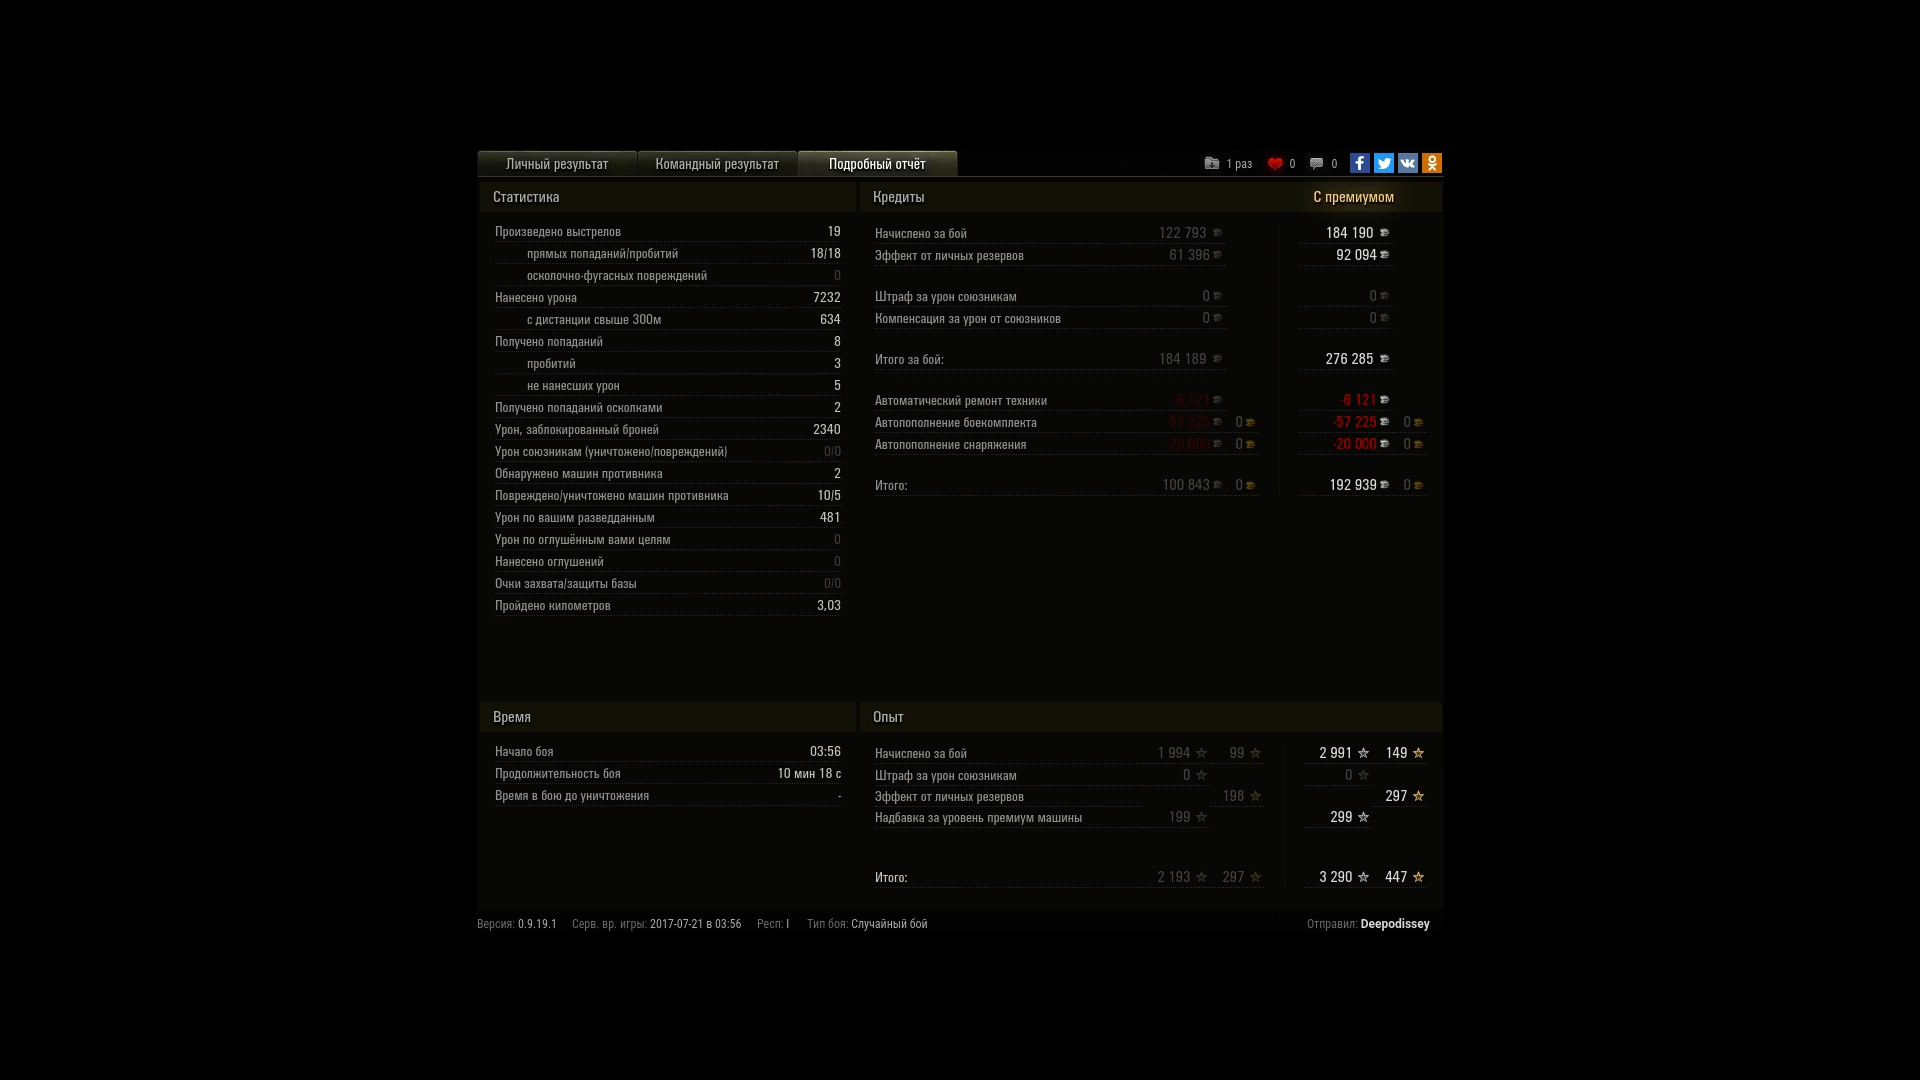 Личный результат Командный результат Подробный отчёт 1 раз 0 0
Статистика
Произведено выстрелов 19
прямых попаданий/пробитий 18/18
осколочно-фугасных повреждений 0
Нанесено урона 7232
с дистанции свыше 300м 634
Получено попаданий 8
пробитий 3
не нанесших урон 5
Получено попаданий осколками 2
Урон, заблокированный броней 2340
Урон союзникам (уничтожено/повреждений) 0/0
Обнаружено машин противника 2
Повреждено/уничтожено машин противника 10/5
Урон по вашим разведданным 481
Урон по оглушённым вами целям 0
Нанесено оглушений 0
Очки захвата/защиты базы 0/0
Пройдено километров 3,03
Кредиты С премиумом
Начислено за бой 122 793 184 190
Эффект от личных резервов 61 396 92 094
Штраф за урон союзникам 0 0
Компенсация за урон от союзников 0 0
Итого за бой: 184 189 276 285
Автоматический ремонт техники -6 121 -6 121
Автопополнение боекомплекта -57 225 0 -57 225 0
Автопополнение снаряжения -20 000 0 -20 000 0
Итого: 100 843 0 192 939 0
Время
Начало боя 03:56
Продолжительность боя 10 мин 18 с
Время в бою до уничтожения -
Опыт
Начислено за бой 1 994 99 2 991 149
Штраф за урон союзникам 0 0
Эффект от личных резервов 198 297
Надбавка за уровень премиум машины 199 299
Итого: 2 193 297 3 290 447
Версия: 0.9.19.1 Серв. вр. игры: 2017-07-21 в 03:56 Респ: I Тип боя: Случайный бой Отправил: Deepodissey